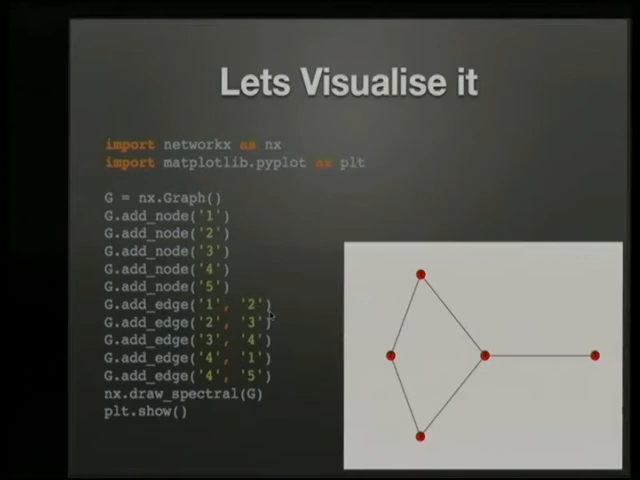 Lets Visualise it
import networkx as nx
import matplotlib.pyplot as plt
G = nx.Graph()
G.add_node('1')
G.add_node('2')
G.add_node('3')
G.add_node('4')
G.add_node('5')
G.add_edge('1', '2')
G.add_edge('2', '3')
G.add_edge('3', '4')
G.add_edge('4', '1')
G.add_edge('4', '5')
nx.draw_spectral(G)
plt.show()